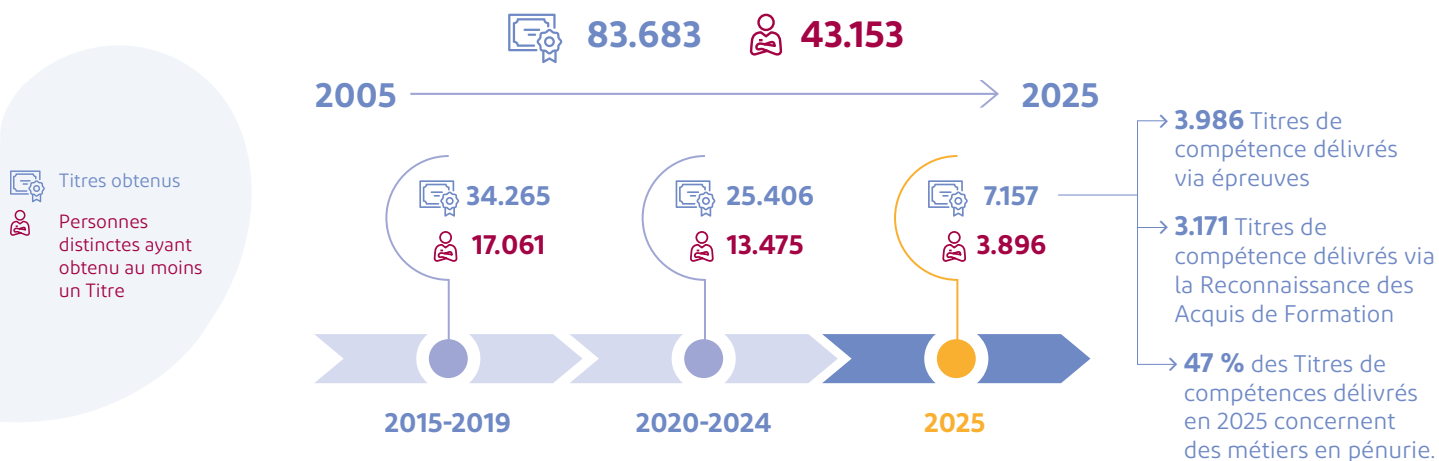 83.683
43.153
2005
2025
Titres obtenus
Personnes
distinctes ayant
obtenu au moins
un Titre
34.265
17.061
25.406
13.475
7.157
3.896
2015-2019
2020-2024
2025
3.986 Titres de
compétence délivrés
via épreuves
3.171 Titres de
compétence délivrés via
la Reconnaissance des
Acquis de Formation
47 % des Titres de
compétences délivrés
en 2025 concernent
des métiers en pénurie.